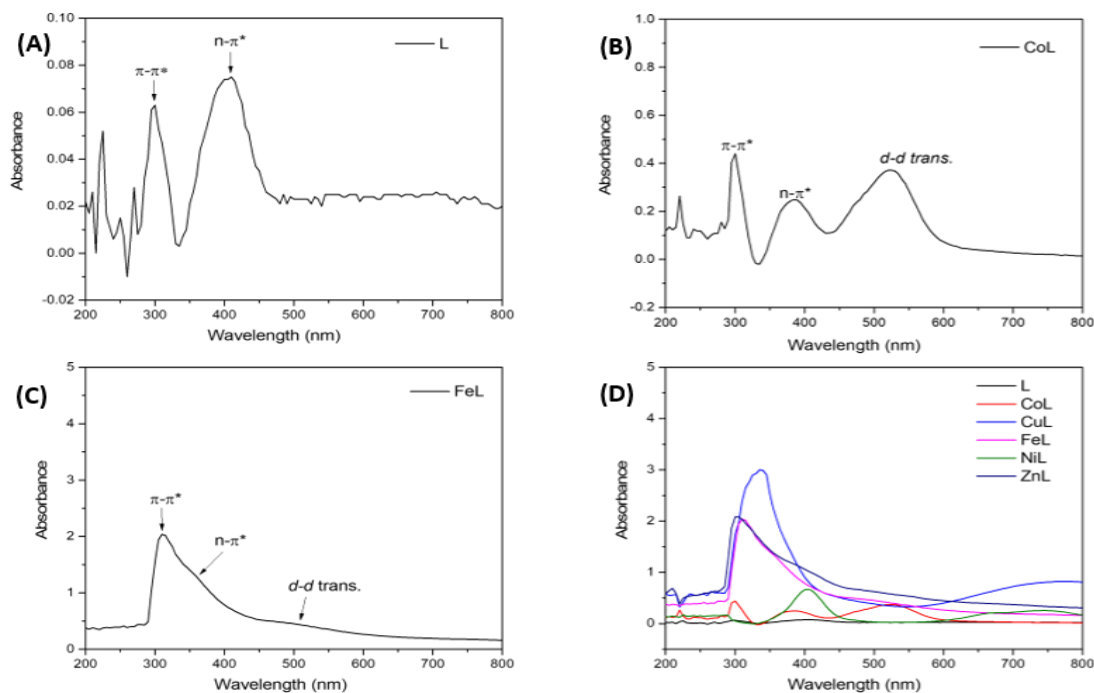 (A)
L
n-π*
π-π*
Absorbance
0.10
0.08
0.06
0.04
0.02
0.00
-0.02
200 300 400 500 600 700 800
Wavelength (nm)
(B)
CoL
π-π*
n-π*
d-d trans.
Absorbance
1.0
0.8
0.6
0.4
0.2
0.0
-0.2
200 300 400 500 600 700 800
Wavelength (nm)
(C)
FeL
π-π*
n-π*
d-d trans.
Absorbance
5
4
3
2
1
0
200 300 400 500 600 700 800
Wavelength (nm)
(D)
L
CoL
CuL
FeL
NiL
ZnL
Absorbance
5
4
3
2
1
0
200 300 400 500 600 700 800
Wavelength (nm)